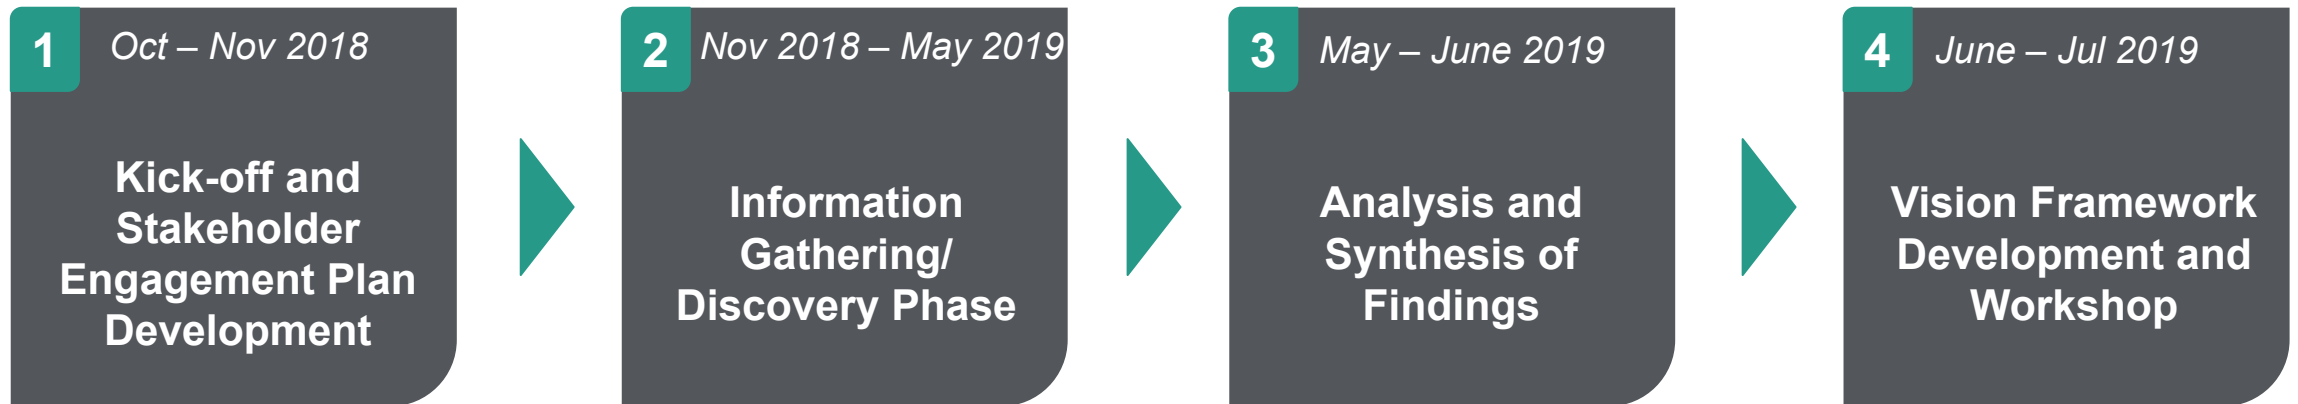 1
Oct – Nov 2018
Kick-off and
Stakeholder
Engagement Plan
Development
2
Nov 2018 – May 2019
Information
Gathering/
Discovery Phase
3
May – June 2019
Analysis and
Synthesis of
Findings
4
June – Jul 2019
Vision Framework
Development and
Workshop